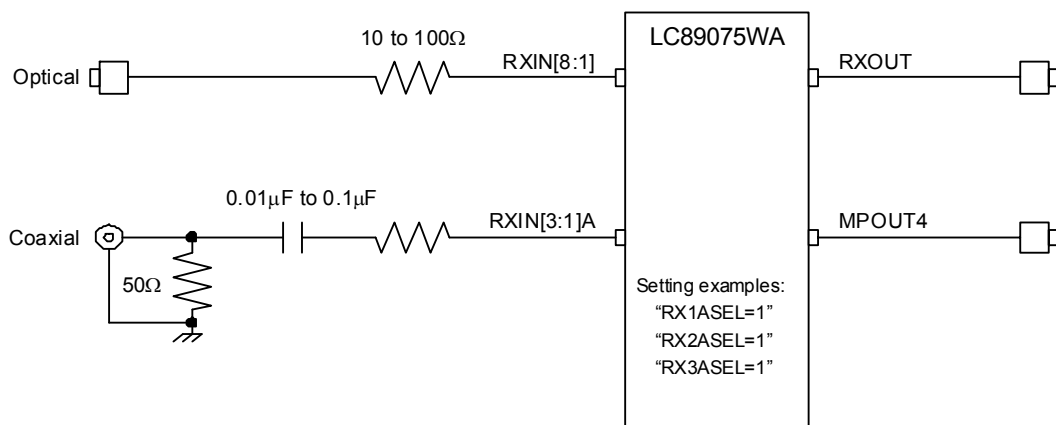 LC89075WA
10 to 100Ω
Optical
RXIN[8:1]
RXOUT
0.01μF to 0.1μF
Coaxial
RXIN[3:1]A
MPOUT4
50Ω
Setting examples:
“RX1ASEL=1”
“RX2ASEL=1”
“RX3ASEL=1”